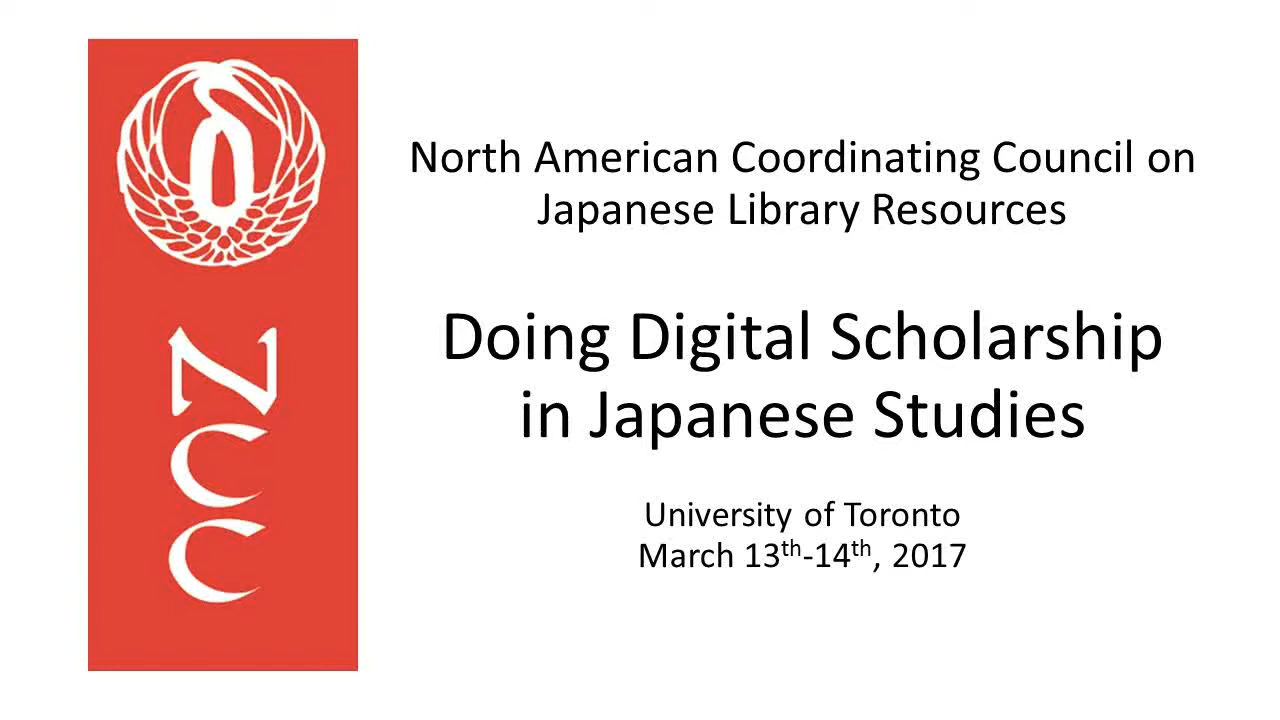 NCC
North American Coordinating Council on
Japanese Library Resources
Doing Digital Scholarship
in Japanese Studies
University of Toronto
March 13th-14th, 2017